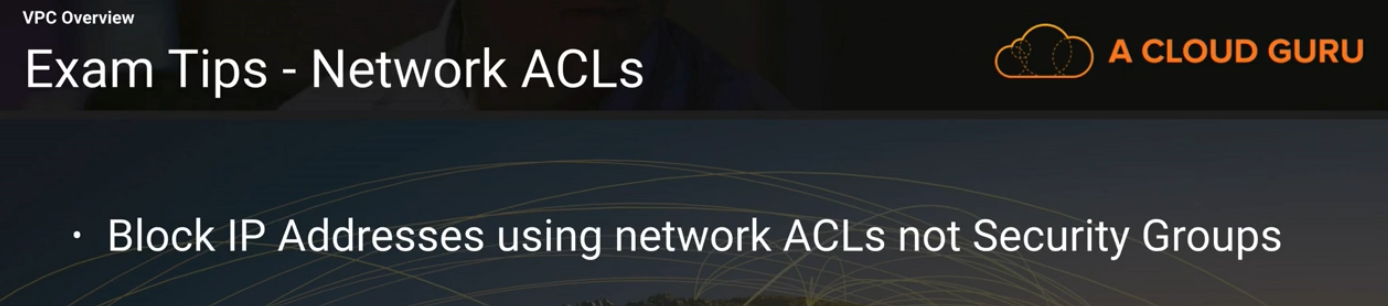 VPC Overview
Exam Tips - Network ACLs
A CLOUD GURU
• Block IP Addresses using network ACLs not Security Groups